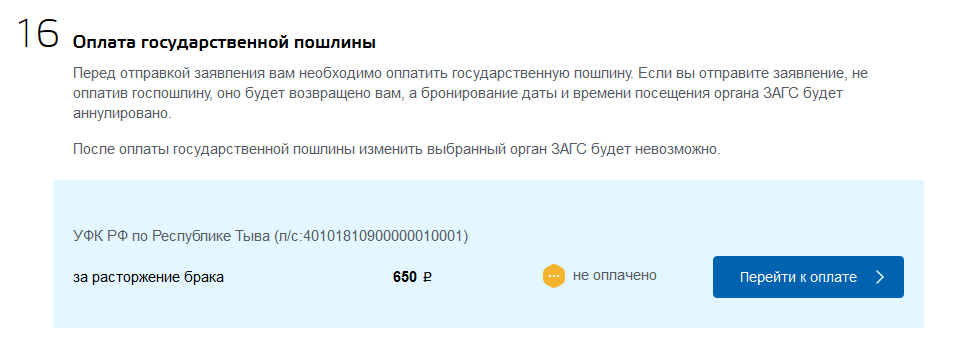 16
Оплата государственной пошлины
Перед отправкой заявления вам необходимо оплатить государственную пошлину. Если вы отправите заявление, не
оплатив госпошлину, оно будет возвращено вам, а бронирование даты и времени посещения органа ЗАГС будет
аннулировано.
После оплаты государственной пошлины изменить выбранный орган ЗАГС будет невозможно.
УФК РФ по Республике Тыва (л/с:40101810900000010001)
за расторжение брака 650 ₽ не оплачено Перейти к оплате